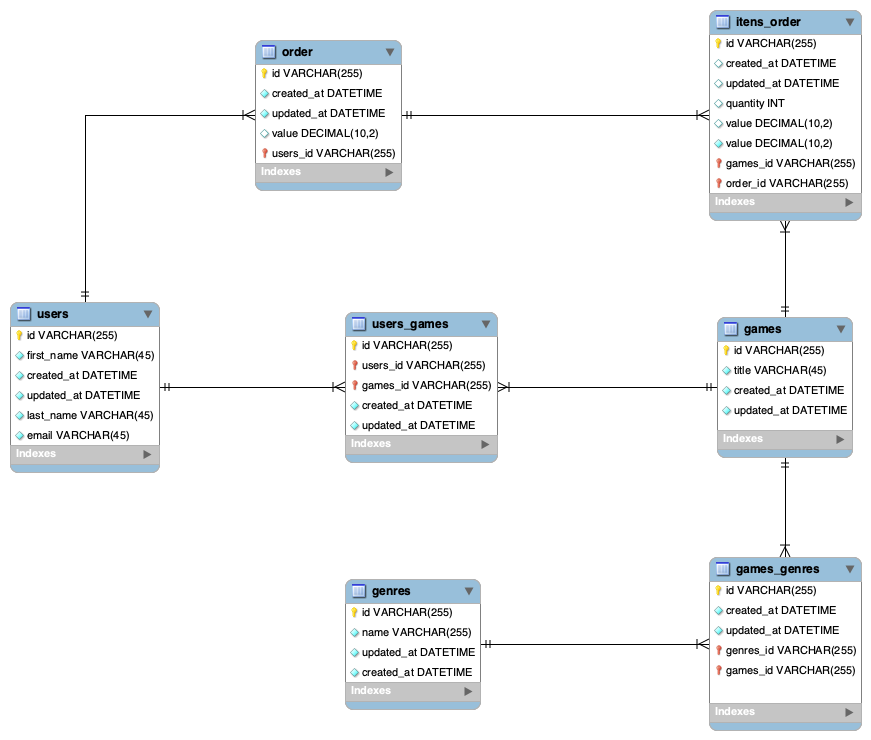 order
id VARCHAR(255)
created_at DATETIME
updated_at DATETIME
value DECIMAL(10,2)
users_id VARCHAR(255)
Indexes
itens_order
id VARCHAR(255)
created_at DATETIME
updated_at DATETIME
quantity INT
value DECIMAL(10,2)
value DECIMAL(10,2)
games_id VARCHAR(255)
order_id VARCHAR(255)
Indexes
users
id VARCHAR(255)
first_name VARCHAR(45)
created_at DATETIME
updated_at DATETIME
last_name VARCHAR(45)
email VARCHAR(45)
Indexes
users_games
id VARCHAR(255)
users_id VARCHAR(255)
games_id VARCHAR(255)
created_at DATETIME
updated_at DATETIME
Indexes
games
id VARCHAR(255)
title VARCHAR(45)
created_at DATETIME
updated_at DATETIME
Indexes
genres
id VARCHAR(255)
name VARCHAR(255)
updated_at DATETIME
created_at DATETIME
Indexes
games_genres
id VARCHAR(255)
created_at DATETIME
updated_at DATETIME
genres_id VARCHAR(255)
games_id VARCHAR(255)
Indexes